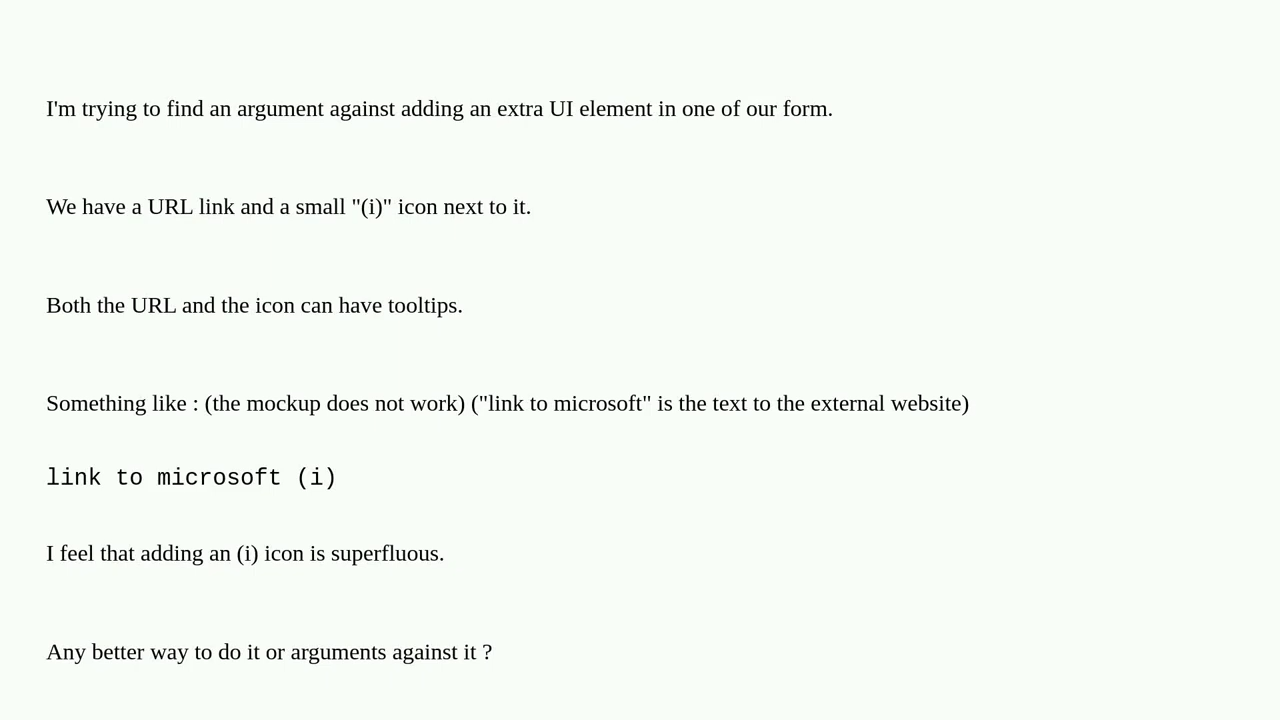 I'm trying to find an argument against adding an extra UI element in one of our form.
We have a URL link and a small "(i)" icon next to it.
Both the URL and the icon can have tooltips.
Something like : (the mockup does not work) ("link to microsoft" is the text to the external website)
link to microsoft (i)
I feel that adding an (i) icon is superfluous.
Any better way to do it or arguments against it ?